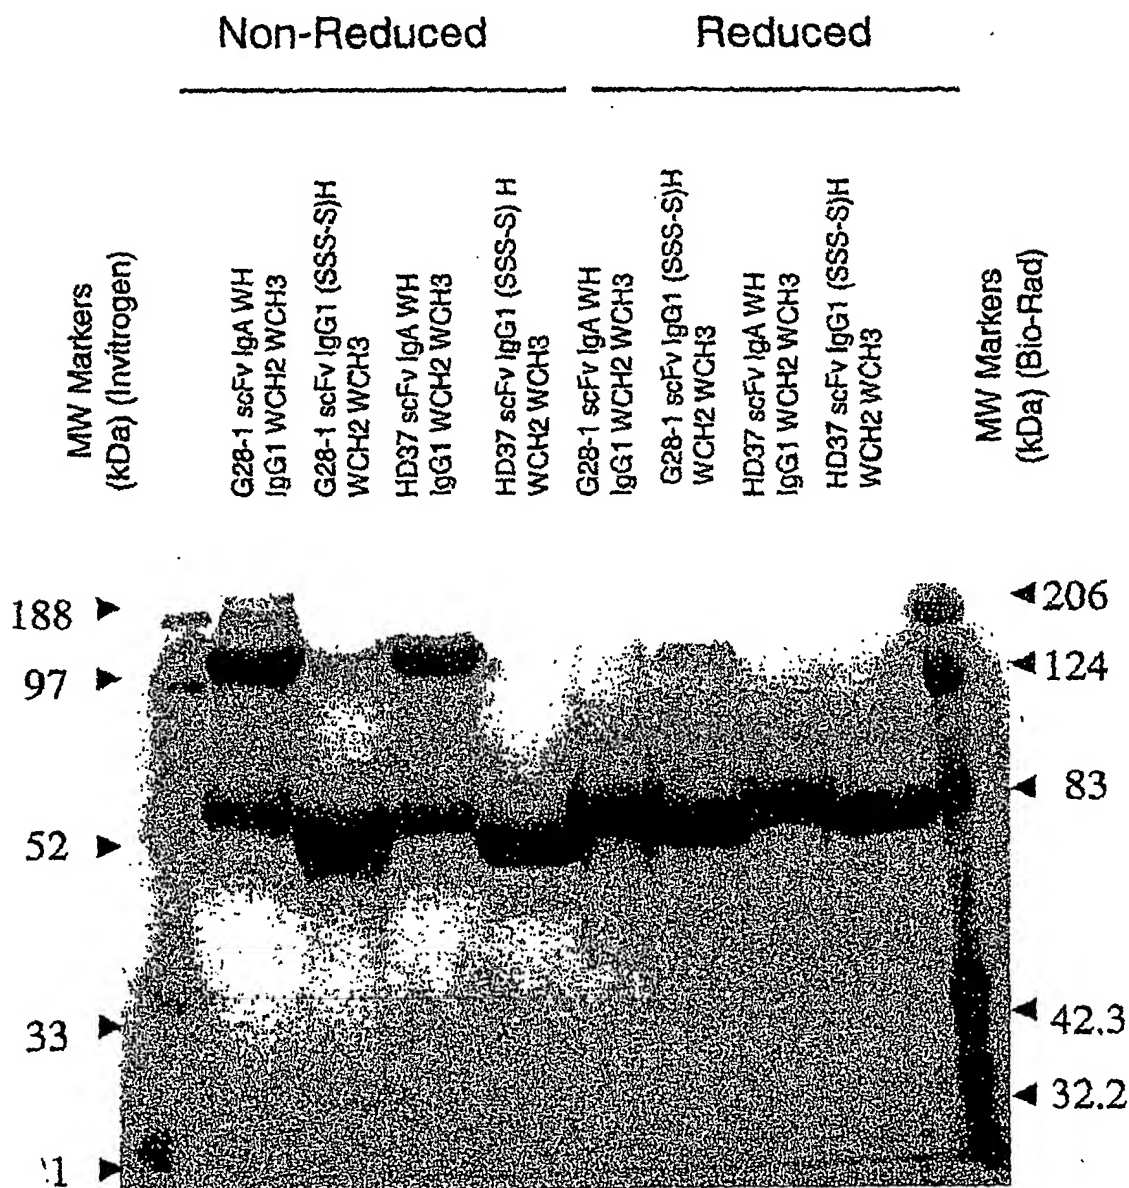 Non-Reduced
Reduced
MW Markers
(kDa) (Invitrogen)
G28-1 scFv IgA WH
IgG1 WCH2 WCH3
G28-1 scFv IgG1 (SSS-S)H
WCH2 WCH3
HD37 scFv IgA WH
IgG1 WCH2 WCH3
HD37 scFv IgG1 (SSS-S) H
WCH2 WCH3
G28-1 scFv IgA WH
IgG1 WCH2 WCH3
G28-1 scFv IgG1 (SSS-S)H
WCH2 WCH3
HD37 scFv IgA WH
IgG1 WCH2 WCH3
HD37 scFv IgG1 (SSS-S)H
WCH2 WCH3
MW Markers
(kDa) (Bio-Rad)
188
97
52
33
206
124
83
42.3
32.2